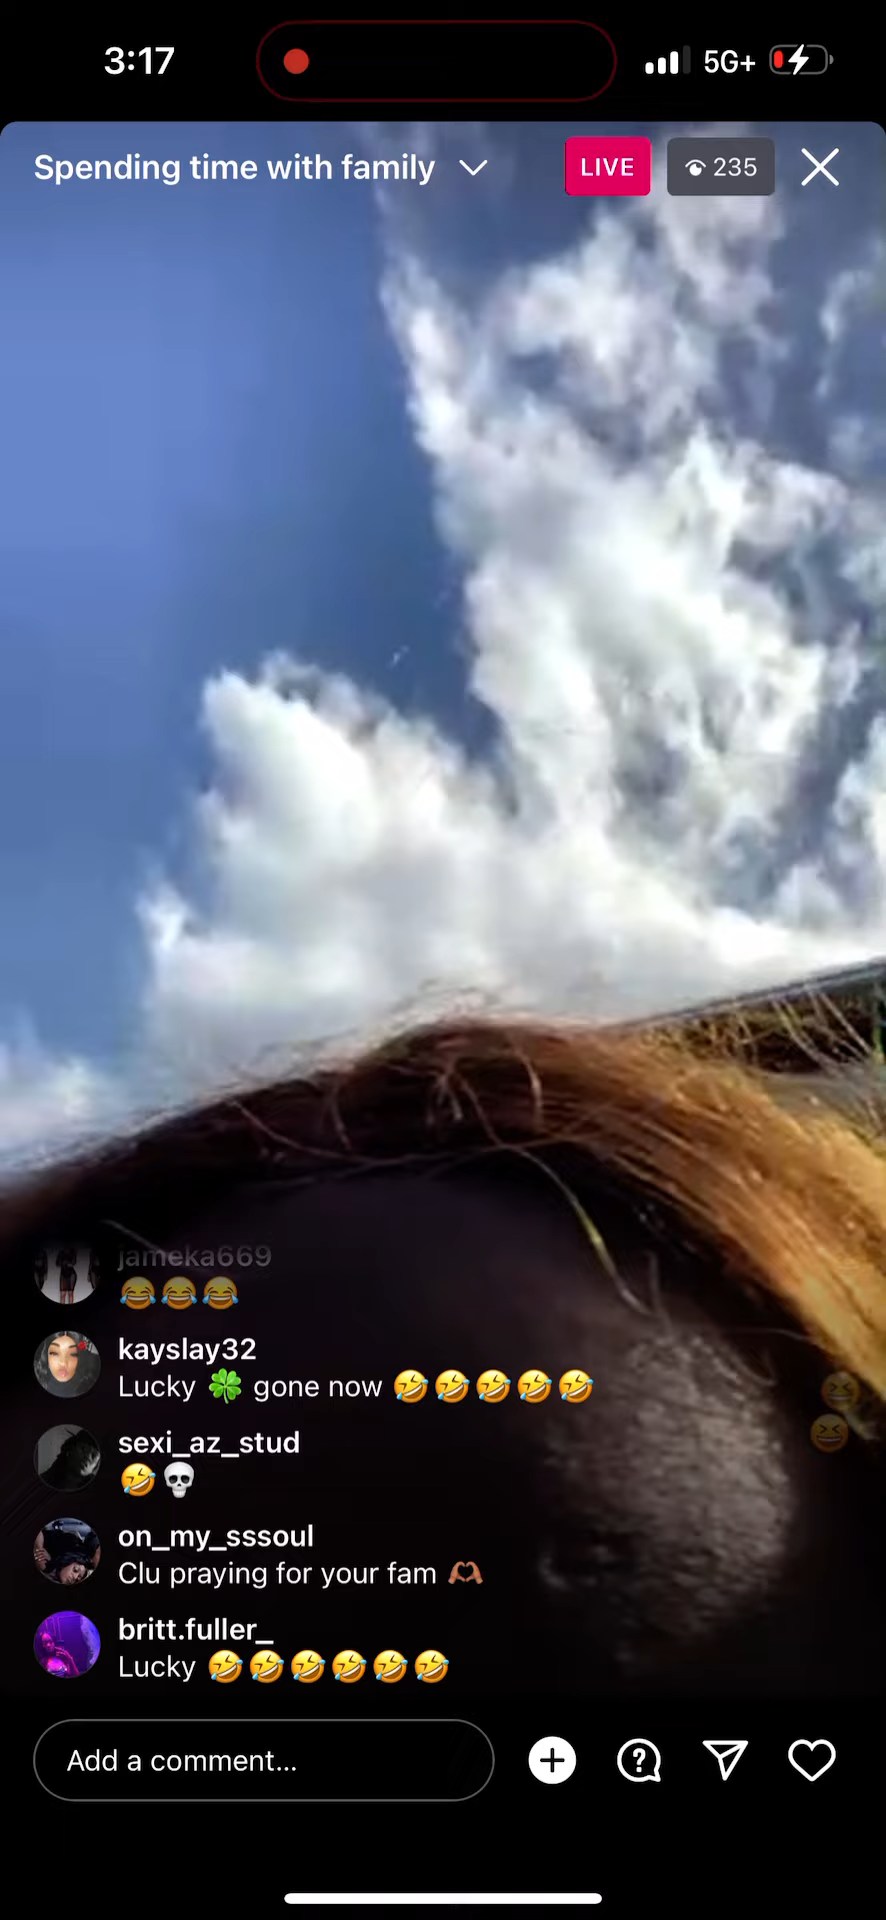 3:17
5G+
Spending time with family
LIVE
235
jameka669
😂😂😂
kayslay32
Lucky 🍀 gone now 🤣🤣🤣🤣🤣
sexi_az_stud
🤣💀
on_my_sssoul
Clu praying for your fam 🫶🏾
britt.fuller_
Lucky 🤣🤣🤣🤣🤣🤣
Add a comment...